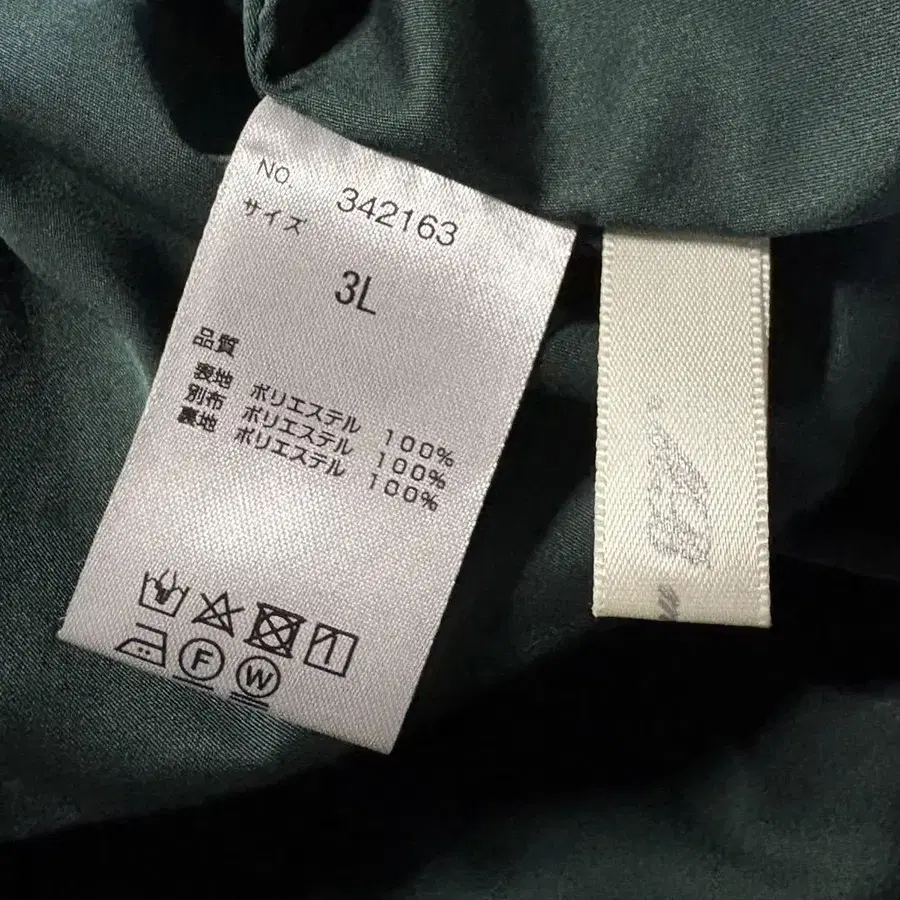 NO. 342163
サイズ
3L
品質
表地 ポリエステル 100%
別布 ポリエステル 100%
裏地 ポリエステル 100%
F W